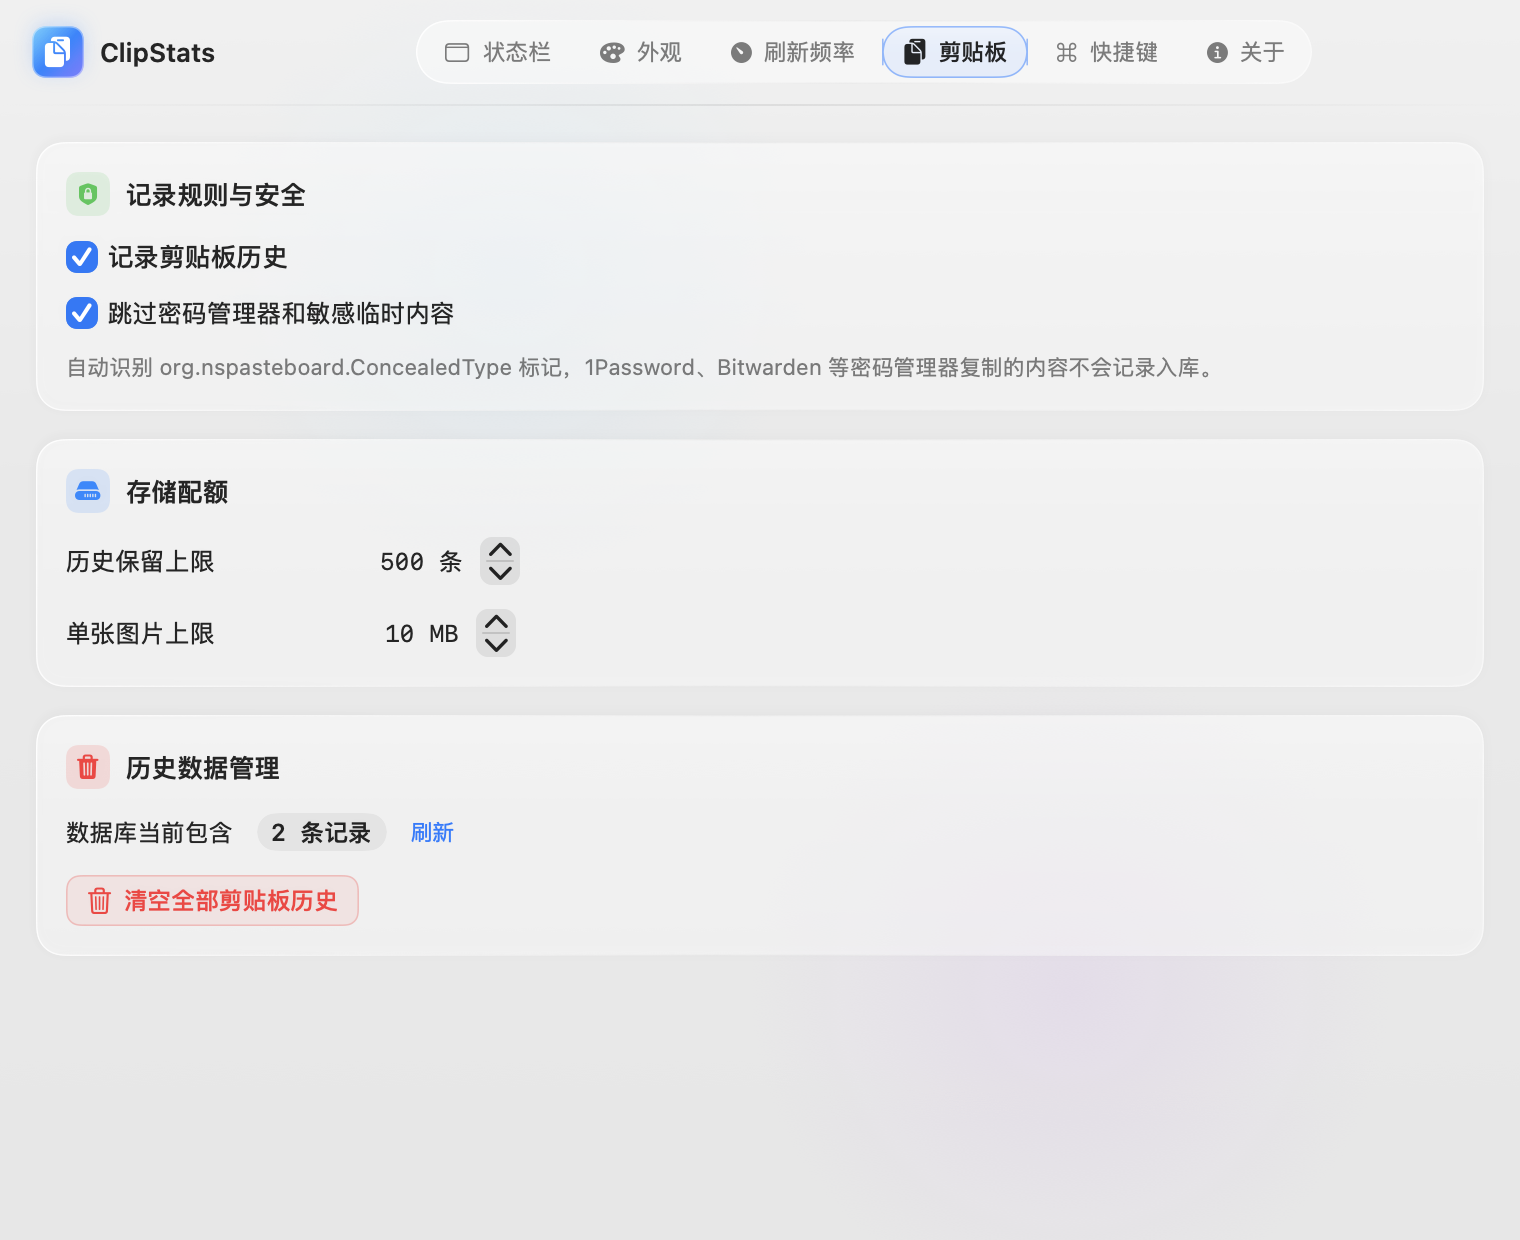 ClipStats
状态栏 外观 刷新频率 剪贴板 快捷键 关于
记录规则与安全
记录剪贴板历史
跳过密码管理器和敏感临时内容
自动识别 org.nspasteboard.ConcealedType 标记，1Password、Bitwarden 等密码管理器复制的内容不会记录入库。
存储配额
历史保留上限 500 条
单张图片上限 10 MB
历史数据管理
数据库当前包含 2 条记录 刷新
清空全部剪贴板历史